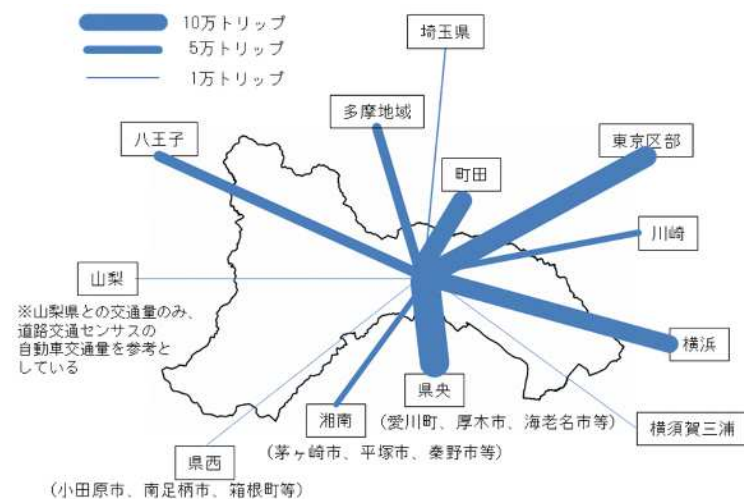 10万トリップ
5万トリップ
1万トリップ
埼玉県
多摩地域
八王子
東京区部
町田
川崎
山梨
※山梨県との交通量のみ、
道路交通センサスの
自動車交通量を参考と
している
横浜
県央
(愛川町、厚木市、海老名市等)
湘南
(茅ヶ崎市、平塚市、秦野市等)
横須賀三浦
県西
(小田原市、南足柄市、箱根町等)